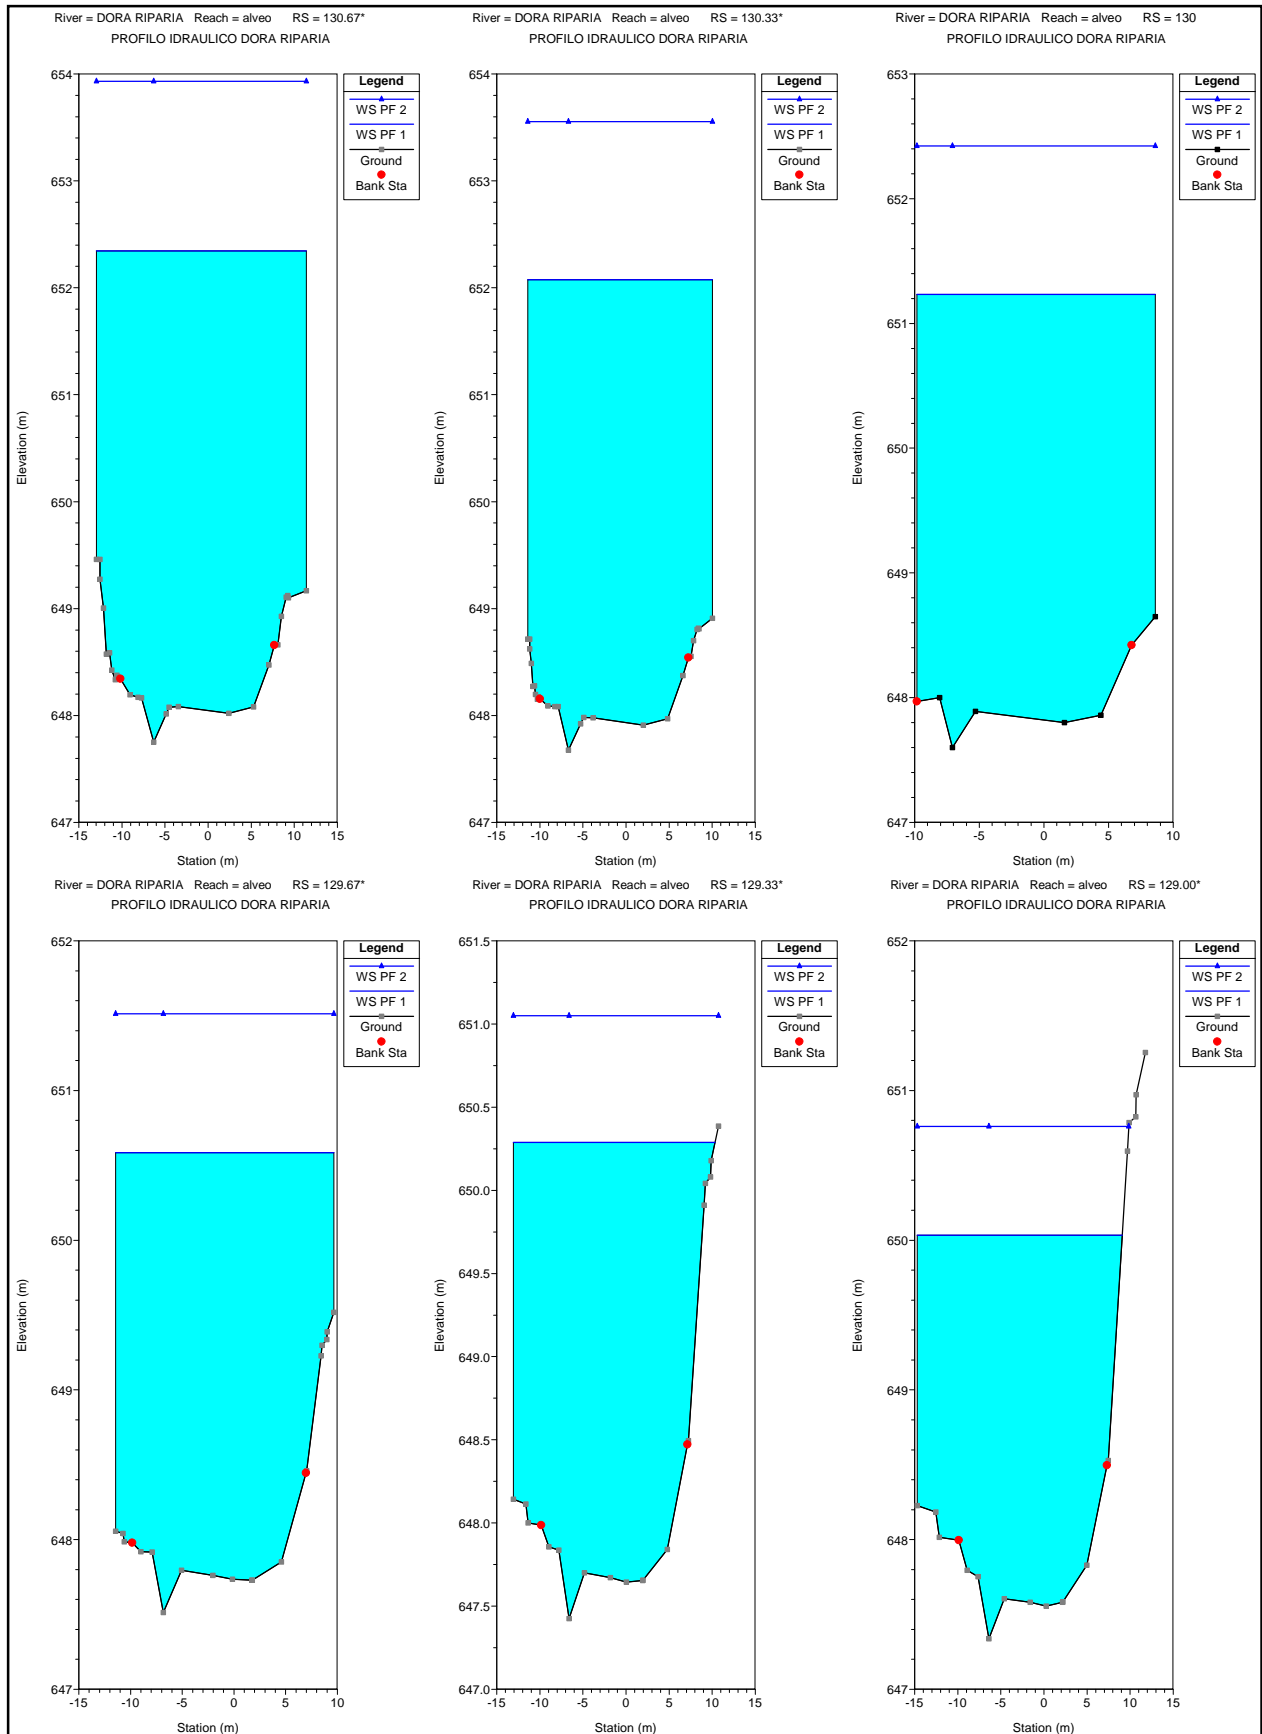 River = DORA RIPARIA Reach = alveo RS = 130.67*
PROFILO IDRAULICO DORA RIPARIA
654
653
652
651
650
649
648
647
Elevation (m)
-15 -10 -5 0 5 10 15
Station (m)
Legend
WS PF 2
WS PF 1
Ground
Bank Sta
River = DORA RIPARIA Reach = alveo RS = 130.33*
PROFILO IDRAULICO DORA RIPARIA
654
653
652
651
650
649
648
647
Elevation (m)
-15 -10 -5 0 5 10 15
Station (m)
Legend
WS PF 2
WS PF 1
Ground
Bank Sta
River = DORA RIPARIA Reach = alveo RS = 130
PROFILO IDRAULICO DORA RIPARIA
653
652
651
650
649
648
647
Elevation (m)
-10 -5 0 5 10
Station (m)
Legend
WS PF 2
WS PF 1
Ground
Bank Sta
River = DORA RIPARIA Reach = alveo RS = 129.67*
PROFILO IDRAULICO DORA RIPARIA
652
651
650
649
648
647
Elevation (m)
-15 -10 -5 0 5 10
Station (m)
Legend
WS PF 2
WS PF 1
Ground
Bank Sta
River = DORA RIPARIA Reach = alveo RS = 129.33*
PROFILO IDRAULICO DORA RIPARIA
651.5
651.0
650.5
650.0
649.5
649.0
648.5
648.0
647.5
647.0
Elevation (m)
-15 -10 -5 0 5 10 15
Station (m)
Legend
WS PF 2
WS PF 1
Ground
Bank Sta
River = DORA RIPARIA Reach = alveo RS = 129.00*
PROFILO IDRAULICO DORA RIPARIA
652
651
650
649
648
647
Elevation (m)
-15 -10 -5 0 5 10 15
Station (m)
Legend
WS PF 2
WS PF 1
Ground
Bank Sta